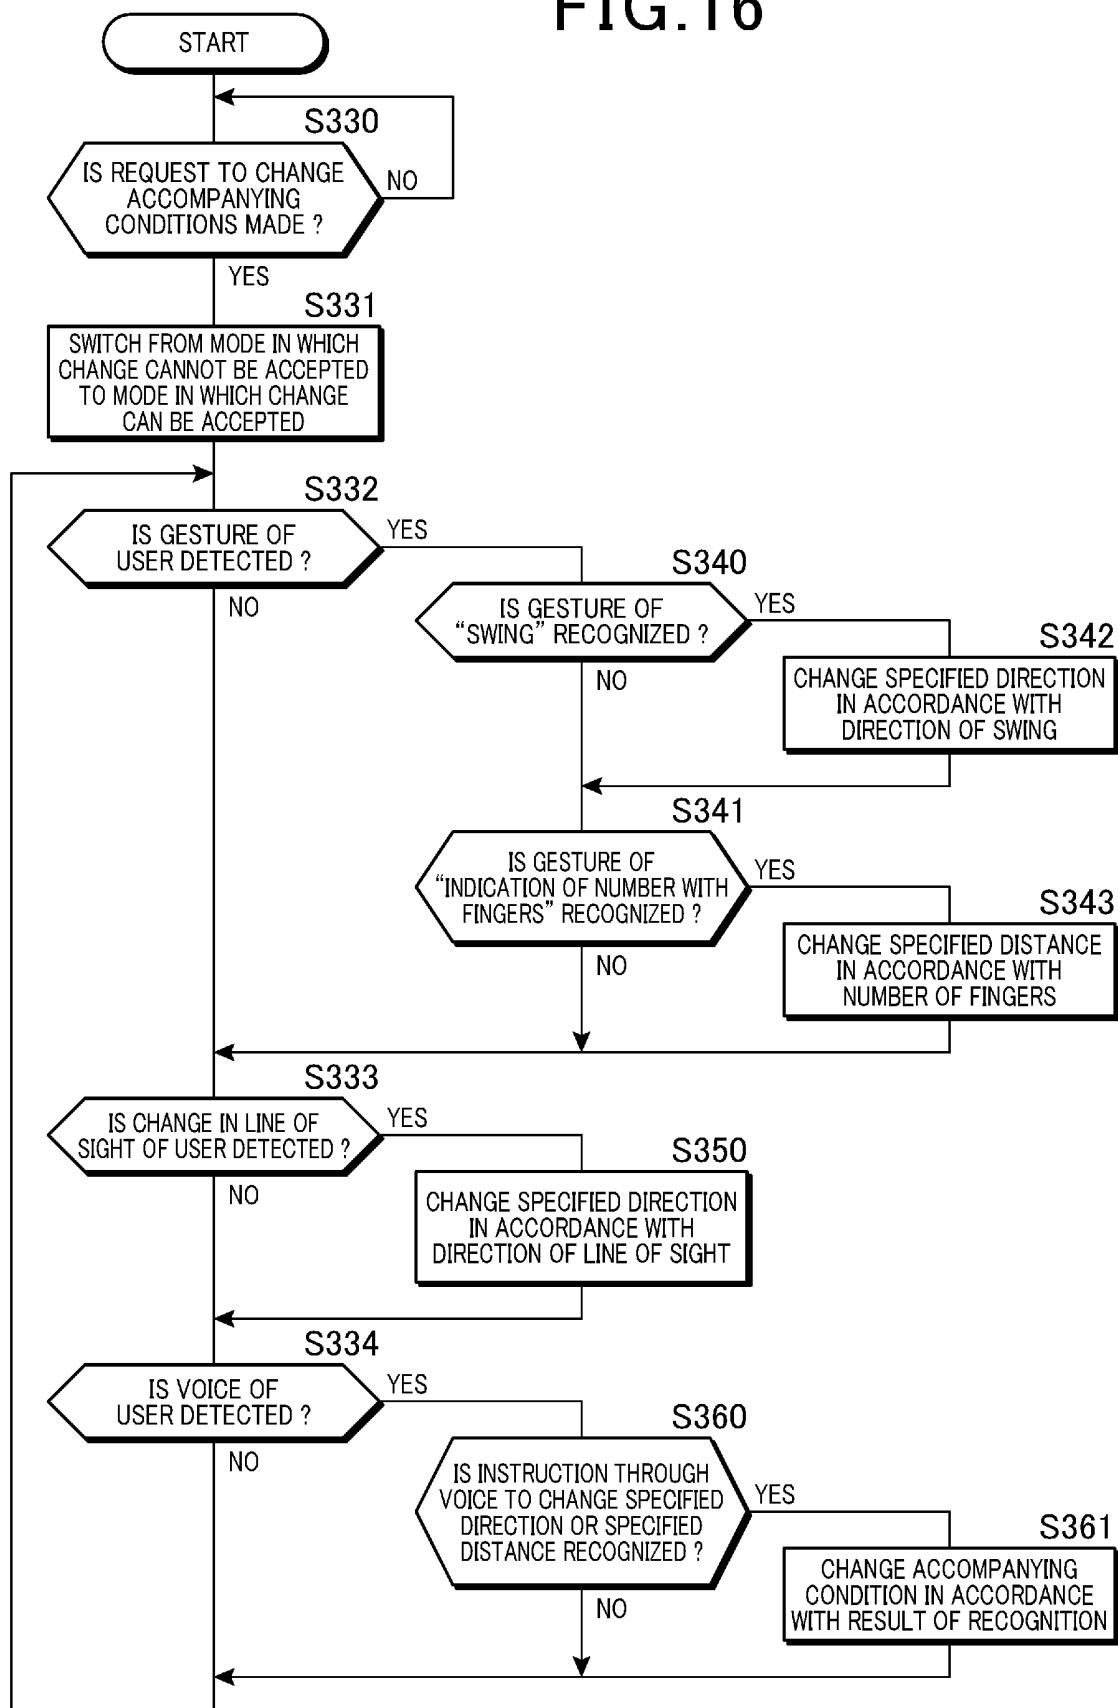 FIG.16
START
S330
IS REQUEST TO CHANGE
ACCOMPANYING
CONDITIONS MADE ?
NO
YES
S331
SWITCH FROM MODE IN WHICH
CHANGE CANNOT BE ACCEPTED
TO MODE IN WHICH CHANGE
CAN BE ACCEPTED
S332
IS GESTURE OF
USER DETECTED ?
YES
NO
S340
IS GESTURE OF
“SWING” RECOGNIZED ?
YES
NO
S342
CHANGE SPECIFIED DIRECTION
IN ACCORDANCE WITH
DIRECTION OF SWING
S341
IS GESTURE OF
“INDICATION OF NUMBER WITH
FINGERS” RECOGNIZED ?
YES
NO
S343
CHANGE SPECIFIED DISTANCE
IN ACCORDANCE WITH
NUMBER OF FINGERS
S333
IS CHANGE IN LINE OF
SIGHT OF USER DETECTED ?
YES
NO
S350
CHANGE SPECIFIED DIRECTION
IN ACCORDANCE WITH
DIRECTION OF LINE OF SIGHT
S334
IS VOICE OF
USER DETECTED ?
YES
NO
S360
IS INSTRUCTION THROUGH
VOICE TO CHANGE SPECIFIED
DIRECTION OR SPECIFIED
DISTANCE RECOGNIZED ?
YES
NO
S361
CHANGE ACCOMPANYING
CONDITION IN ACCORDANCE
WITH RESULT OF RECOGNITION